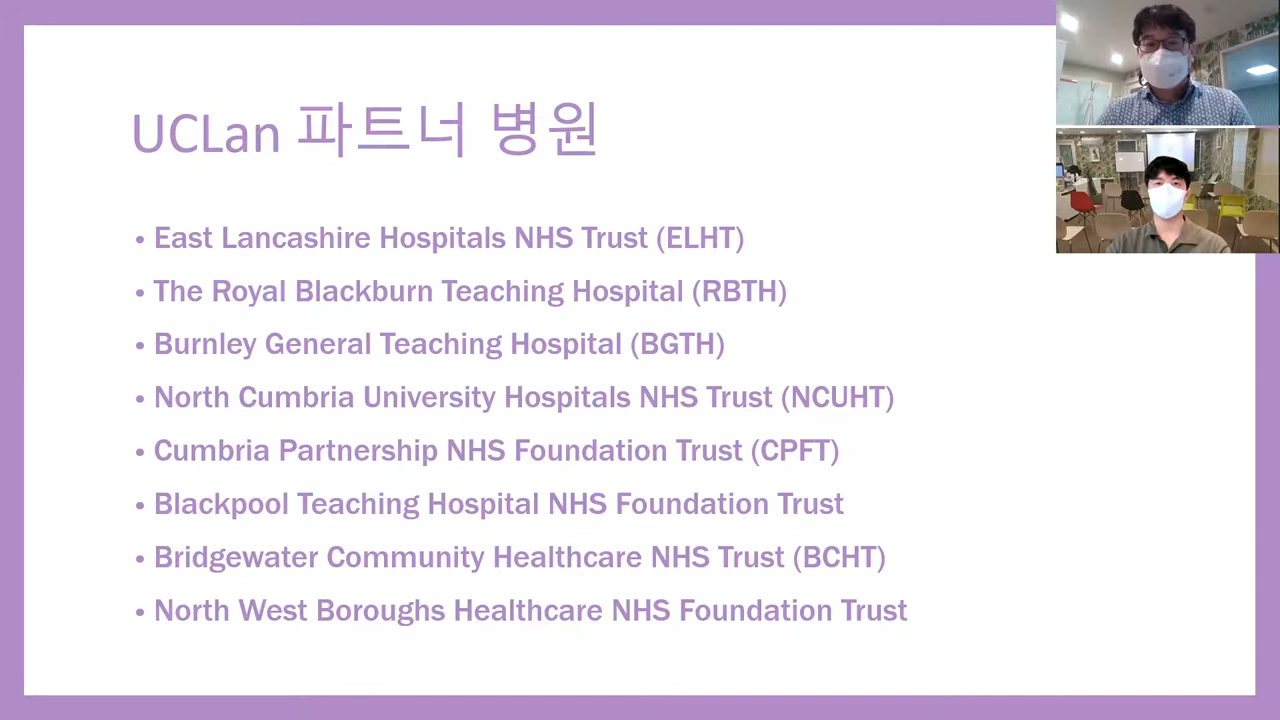 UCLan 파트너 병원
• East Lancashire Hospitals NHS Trust (ELHT)
• The Royal Blackburn Teaching Hospital (RBTH)
• Burnley General Teaching Hospital (BGTH)
• North Cumbria University Hospitals NHS Trust (NCUHT)
• Cumbria Partnership NHS Foundation Trust (CPFT)
• Blackpool Teaching Hospital NHS Foundation Trust
• Bridgewater Community Healthcare NHS Trust (BCHT)
• North West Boroughs Healthcare NHS Foundation Trust